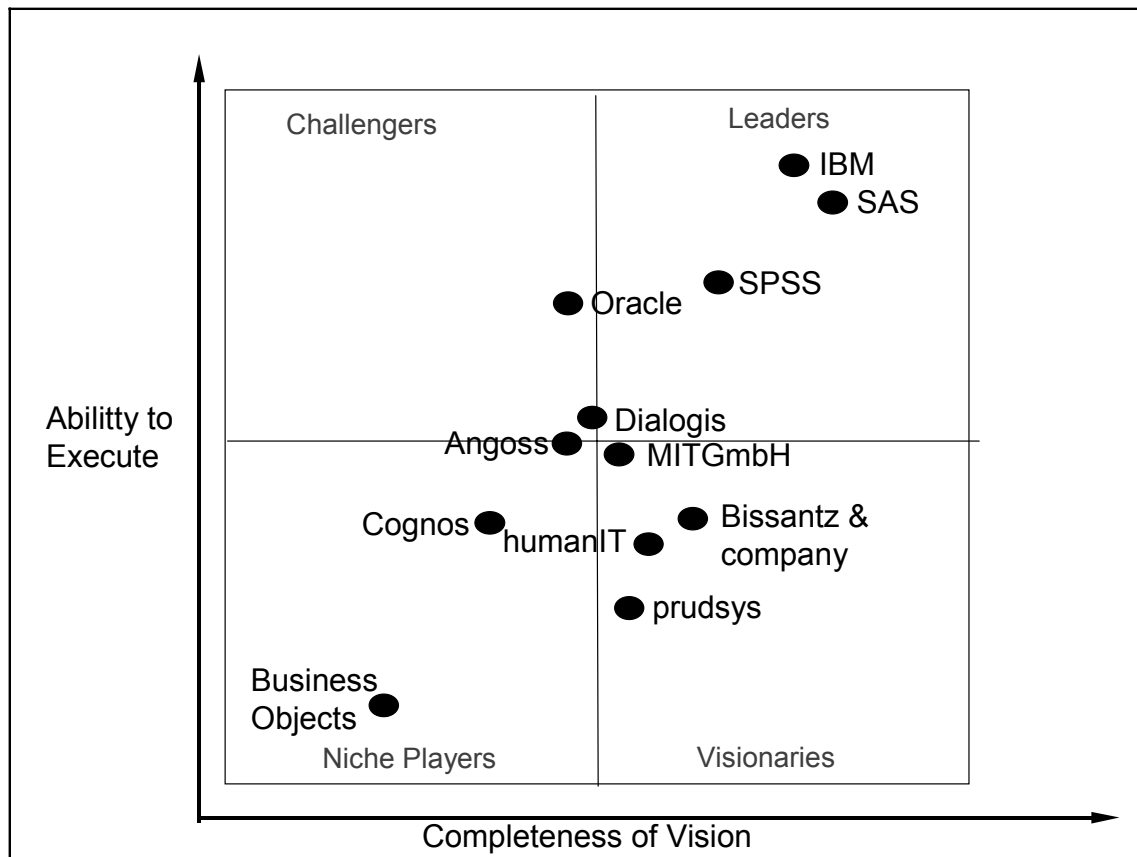 Challengers
Leaders
IBM
SAS
SPSS
Oracle
Abilitty to
Execute
Dialogis
Angoss
MITGmbH
Cognos
humanIT
Bissantz &
company
prudsys
Business
Objects
Niche Players
Visionaries
Completeness of Vision